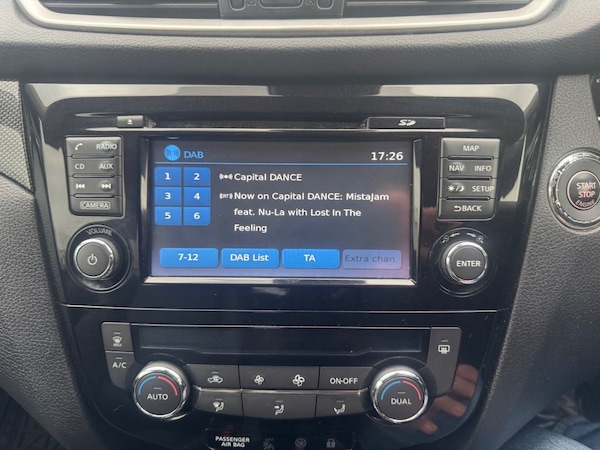 SD
RADIO
CD AUX
CAMERA
VOLUME
DAB 17:26
1 2
3 4
5 6
Capital DANCE
Now on Capital DANCE: MistaJam
feat. Nu-La with Lost In The
Feeling
7-12 DAB List TA Extra chan.
MAP
NAV INFO
SETUP
BACK
ENTER
START
STOP
ENGINE
MAX
A/C
AUTO
ON-OFF
DUAL
PASSENGER
AIR BAG